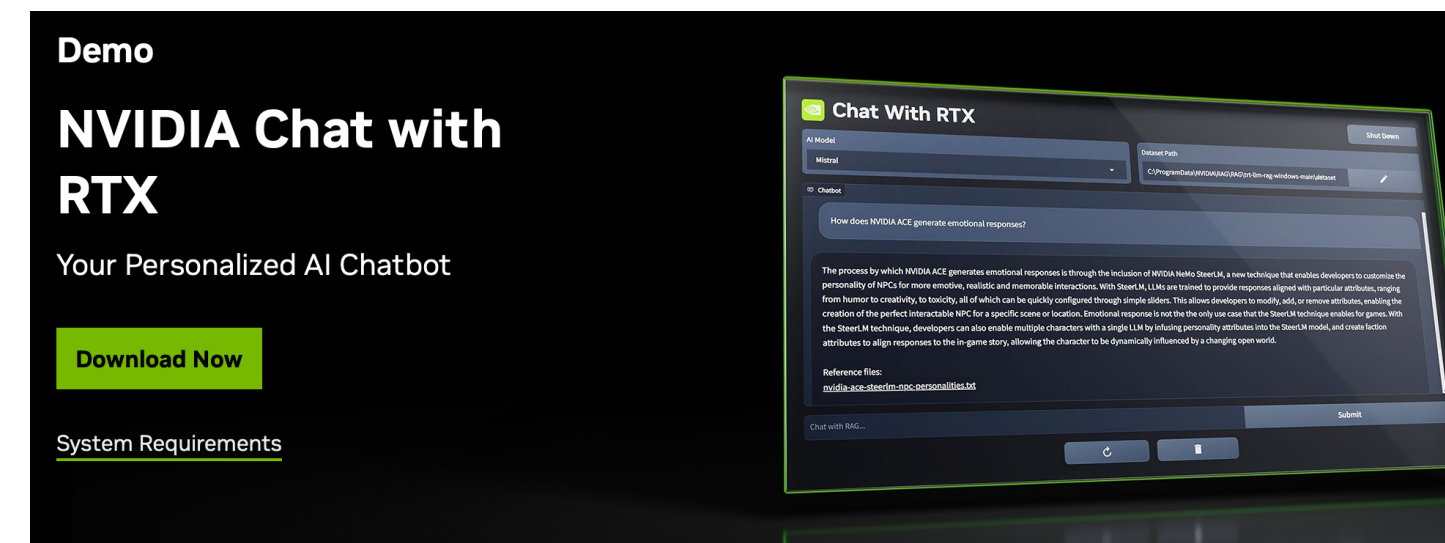 Demo
NVIDIA Chat with
RTX
Your Personalized AI Chatbot
Download Now
System Requirements
Chat With RTX
Shut Down
AI Model
Mistral
Dataset Path
C:\ProgramData\NVIDIA\RAG\RAG\trt-llm-rag-windows-main\dataset
Chatbot
How does NVIDIA ACE generate emotional responses?
The process by which NVIDIA ACE generates emotional responses is through the inclusion of NVIDIA NeMo SteerLM, a new technique that enables developers to customize the
personality of NPCs for more emotive, realistic and memorable interactions. With SteerLM, LLMs are trained to provide responses aligned with particular attributes, ranging
from humor to creativity, to toxicity, all of which can be quickly configured through simple sliders. This allows developers to modify, add, or remove attributes, enabling the
creation of the perfect interactable NPC for a specific scene or location. Emotional response is not the the only use case that the SteerLM technique enables for games. With
the SteerLM technique, developers can also enable multiple characters with a single LLM by infusing personality attributes into the SteerLM model, and create faction
attributes to align responses to the in-game story, allowing the character to be dynamically influenced by a changing open world.
Reference files:
nvidia-ace-steerlm-npc-personalities.txt
Chat with RAG...
Submit